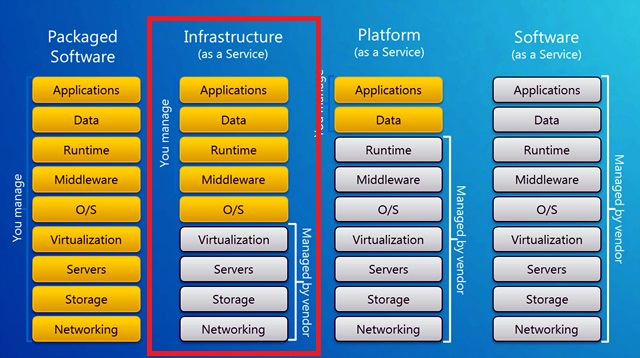 Packaged
Software
You manage
Applications
Data
Runtime
Middleware
O/S
Virtualization
Servers
Storage
Networking
Infrastructure
(as a Service)
You manage
Applications
Data
Runtime
Middleware
O/S
Virtualization
Servers
Storage
Networking
Managed by vendor
Platform
(as a Service)
You manage
Applications
Data
Runtime
Middleware
O/S
Virtualization
Servers
Storage
Networking
Managed by vendor
Software
(as a Service)
Applications
Data
Runtime
Middleware
O/S
Virtualization
Servers
Storage
Networking
Managed by vendor